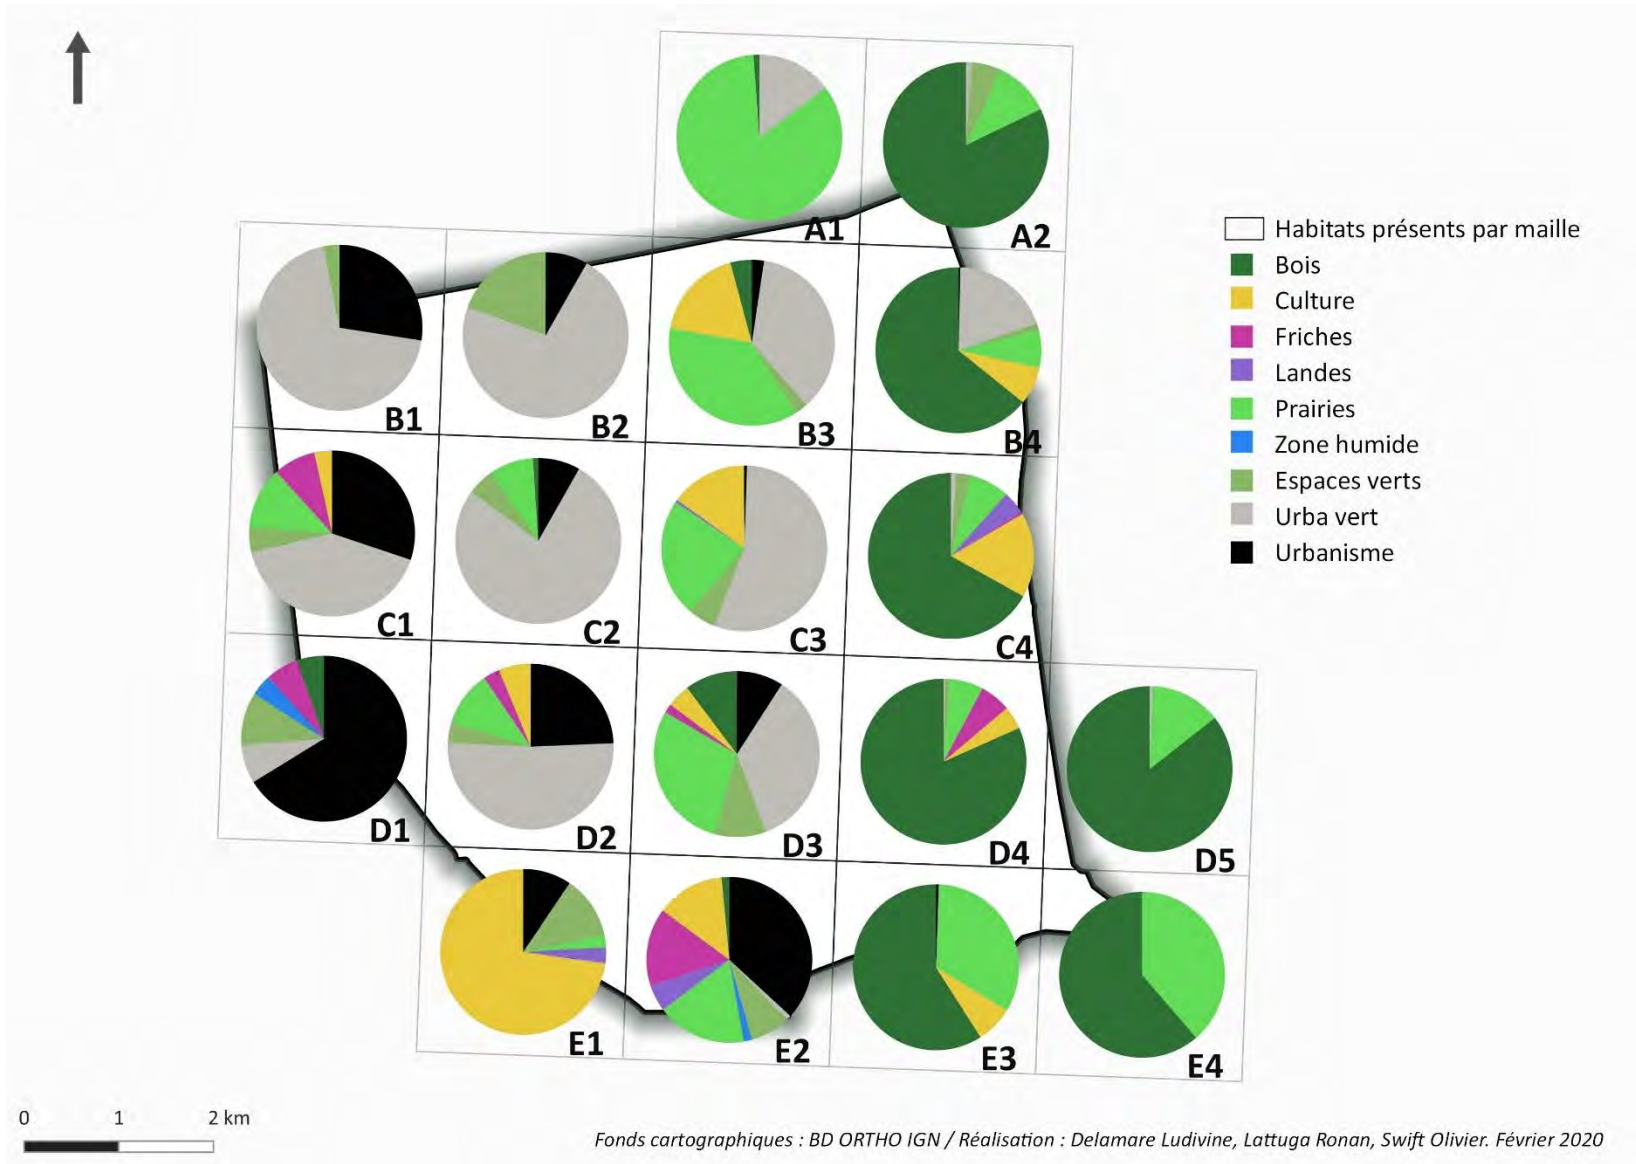 A1
A2
Habitats présents par maille
Bois
Culture
Friches
Landes
Prairies
Zone humide
Espaces verts
Urba vert
Urbanisme
B1
B2
B3
B4
C1
C2
C3
C4
D1
D2
D3
D4
D5
E1
E2
E3
E4
0 1 2 km
Fonds cartographiques : BD ORTHO IGN / Réalisation : Delamare Ludivine, Lattuga Ronan, Swift Olivier. Février 2020